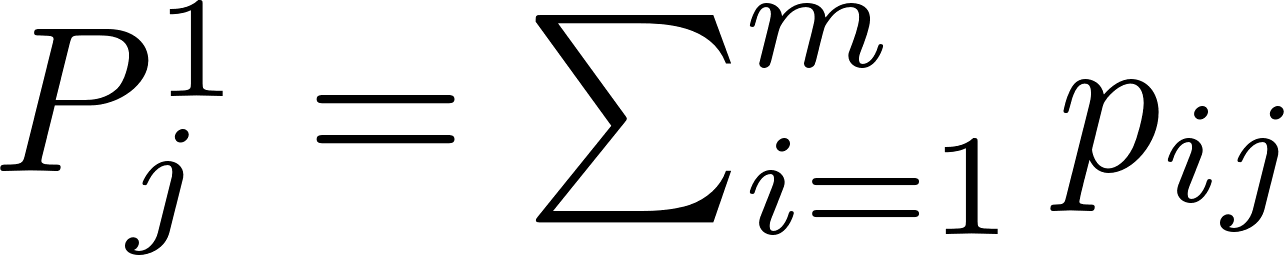 $P_j^1 = \sum_{i=1}^{m} p_{ij}$